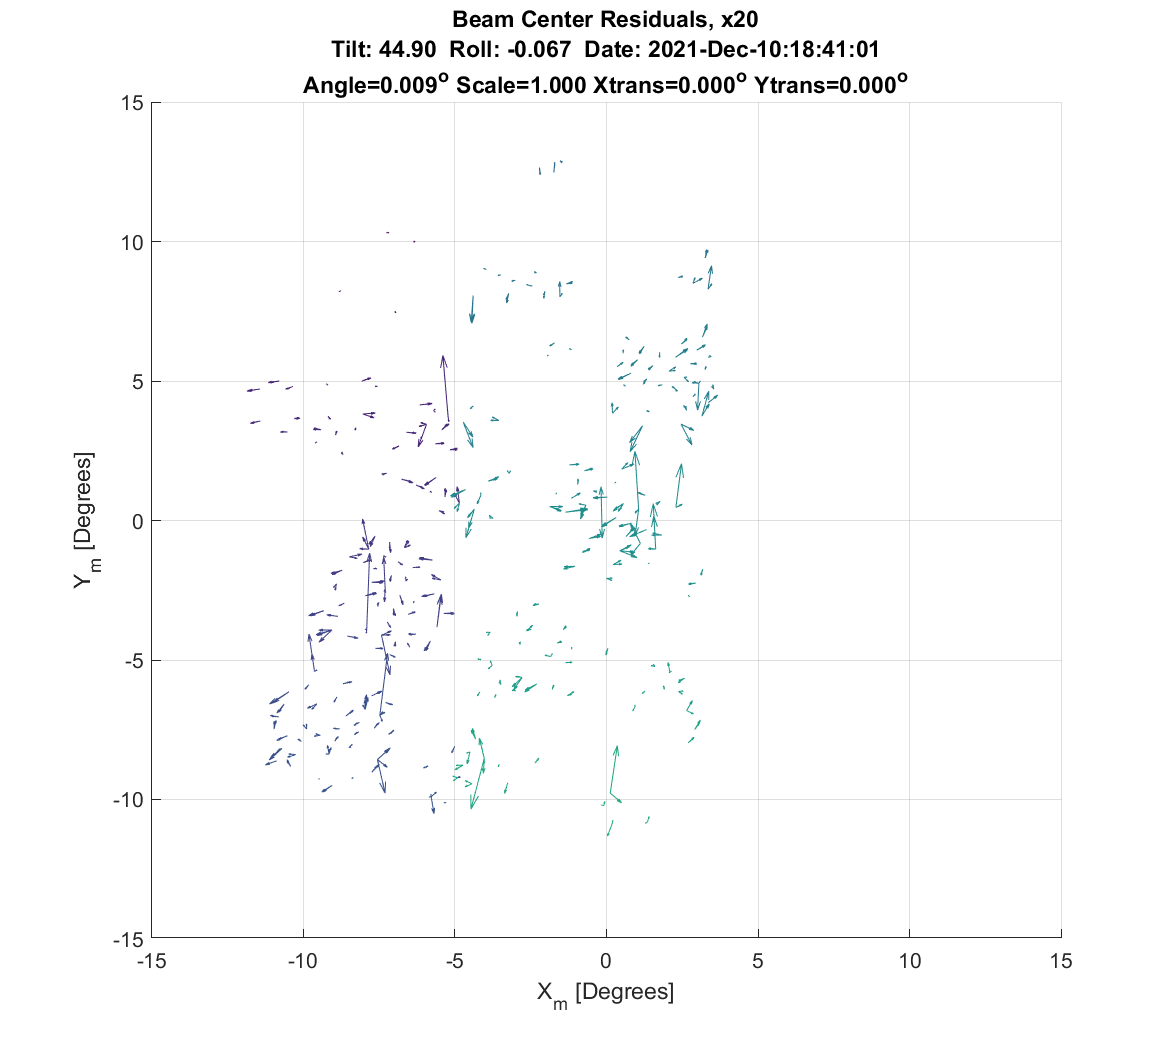 Beam Center Residuals, x20
Tilt: 44.90 Roll: -0.067 Date: 2021-Dec-10:18:41:01
Angle=0.009° Scale=1.000 Xtrans=0.000° Ytrans=0.000°
15
10
5
0
-5
-10
-15
Y_m [Degrees]
-15 -10 -5 0 5 10 15
X_m [Degrees]